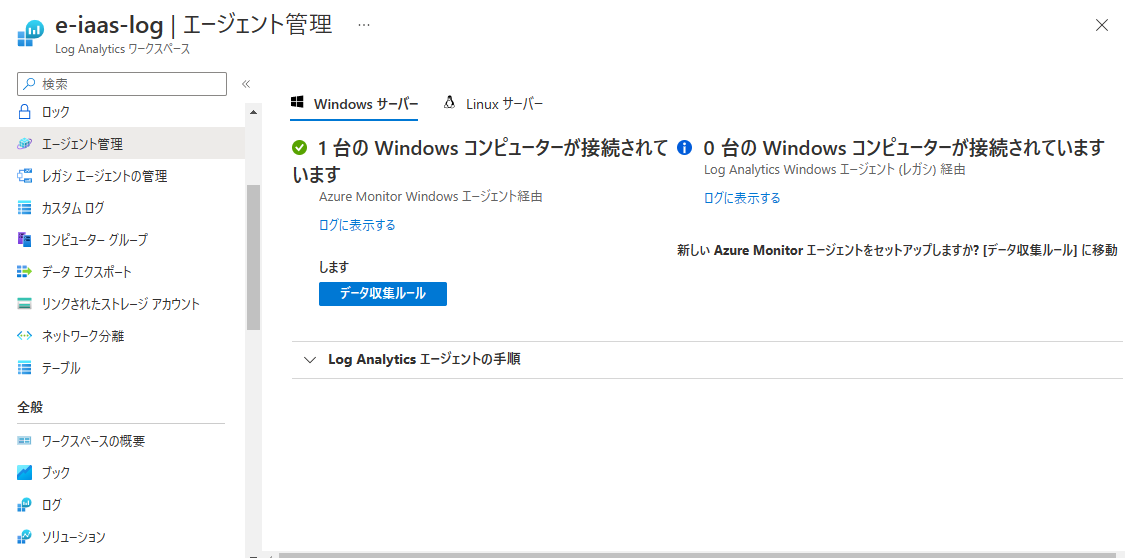 e-iaas-log | エージェント管理 …
Log Analytics ワークスペース
検索
«
ロック
エージェント管理
レガシ エージェントの管理
カスタム ログ
コンピューター グループ
データ エクスポート
リンクされたストレージ アカウント
ネットワーク分離
テーブル
全般
ワークスペースの概要
ブック
ログ
ソリューション
Windows サーバー
Linux サーバー
1 台の Windows コンピューターが接続されて
います
Azure Monitor Windows エージェント経由
ログに表示する
0 台の Windows コンピューターが接続されています
Log Analytics Windows エージェント (レガシ) 経由
ログに表示する
新しい Azure Monitor エージェントをセットアップしますか? [データ収集ルール] に移動
します
データ収集ルール
Log Analytics エージェントの手順